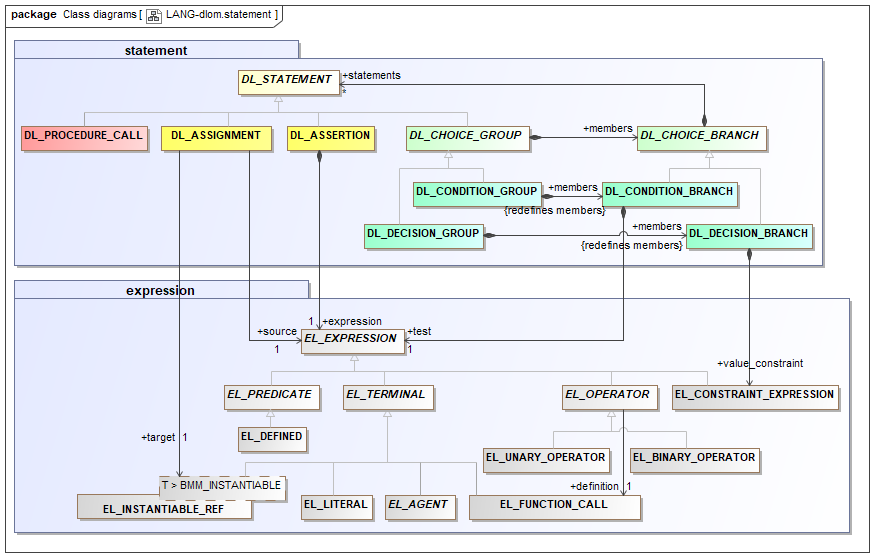 package Class diagrams [ LANG-dlom.statement ]
statement
DL_STATEMENT
+statements
*
DL_PROCEDURE_CALL
DL_ASSIGNMENT
DL_ASSERTION
DL_CHOICE_GROUP
+members
DL_CHOICE_BRANCH
DL_CONDITION_GROUP
+members
{redefines members}
DL_CONDITION_BRANCH
DL_DECISION_GROUP
+members
{redefines members}
DL_DECISION_BRANCH
expression
1
+expression
+source
1
EL_EXPRESSION
+test
1
+value_constraint
EL_PREDICATE
EL_TERMINAL
EL_OPERATOR
EL_CONSTRAINT_EXPRESSION
EL_DEFINED
+target
1
EL_UNARY_OPERATOR
EL_BINARY_OPERATOR
T > BMM_INSTANTIABLE
EL_INSTANTIABLE_REF
EL_LITERAL
EL_AGENT
+definition
1
EL_FUNCTION_CALL